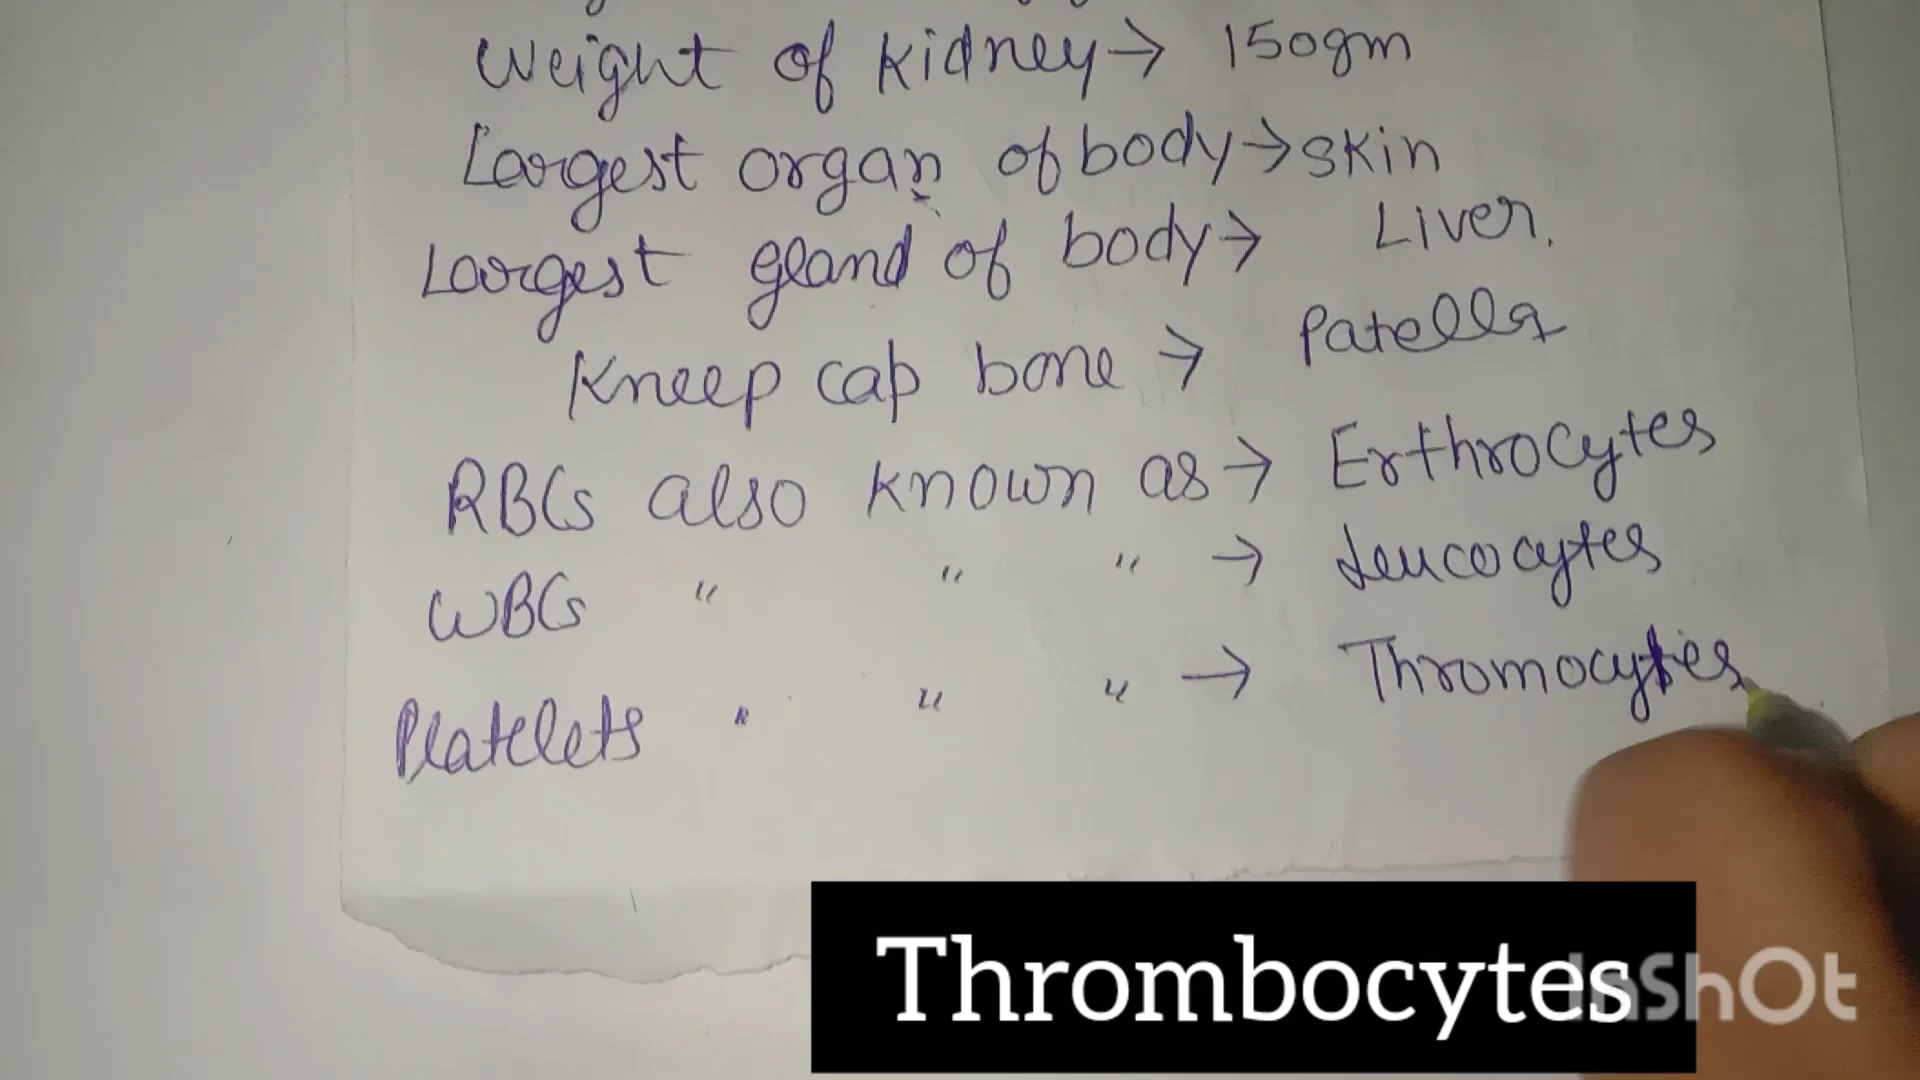 Weight of kidney → 150gm
Largest organ of body → skin
Largest gland of body → Liver.
Kneep cap bone → Patella
RBCs also known as → Erthrocytes
WBCs " " " → Leucocytes
Platelets " " " → Thromocytes
Thrombocytes
InShOt